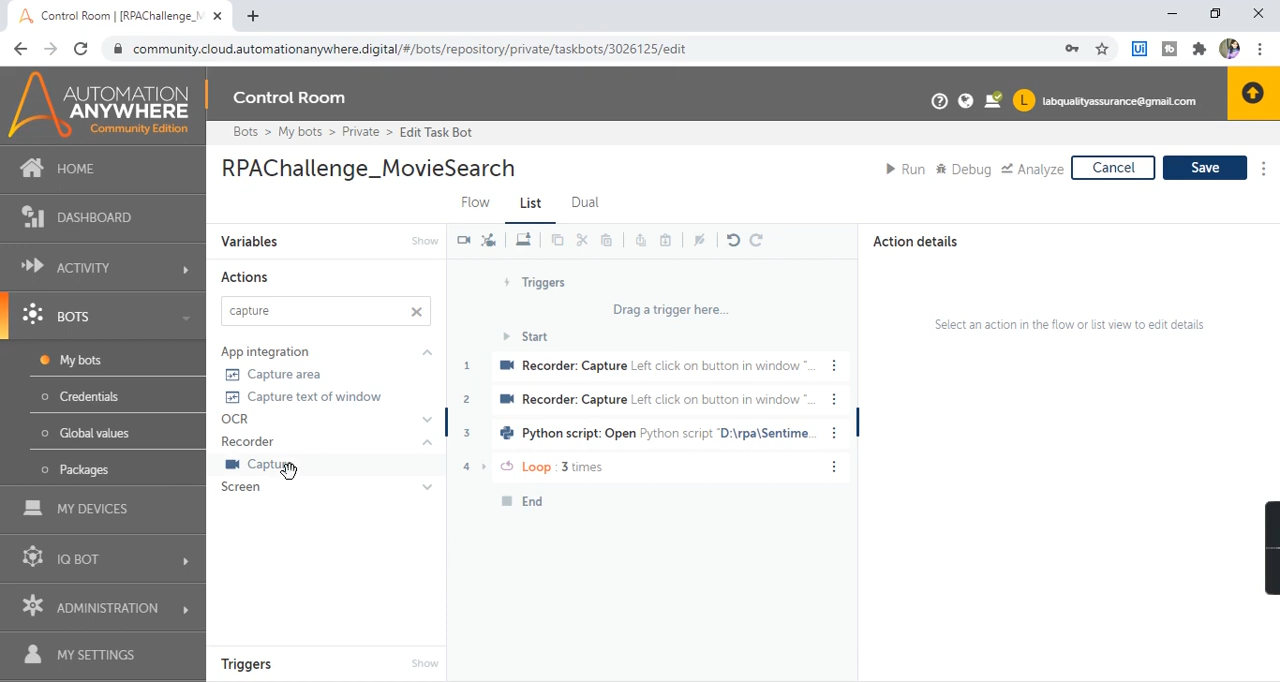 Control Room | [RPAChallenge_M
community.cloud.automationanywhere.digital/#/bots/repository/private/taskbots/3026125/edit
Ui
AUTOMATION
ANYWHERE
Community Edition
Control Room
L labqualityassurance@gmail.com
Bots > My bots > Private > Edit Task Bot
RPAChallenge_MovieSearch
Run
Debug
Analyze
Cancel
Save
Flow
List
Dual
HOME
DASHBOARD
ACTIVITY
BOTS
My bots
Credentials
Global values
Packages
MY DEVICES
IQ BOT
ADMINISTRATION
MY SETTINGS
Variables
Show
Actions
capture
App integration
Capture area
Capture text of window
OCR
Recorder
Capture
Screen
Triggers
Show
Triggers
Drag a trigger here...
Start
1 Recorder: Capture Left click on button in window "...
2 Recorder: Capture Left click on button in window "...
3 Python script: Open Python script "D:\rpa\Sentime...
4 Loop : 3 times
End
Action details
Select an action in the flow or list view to edit details